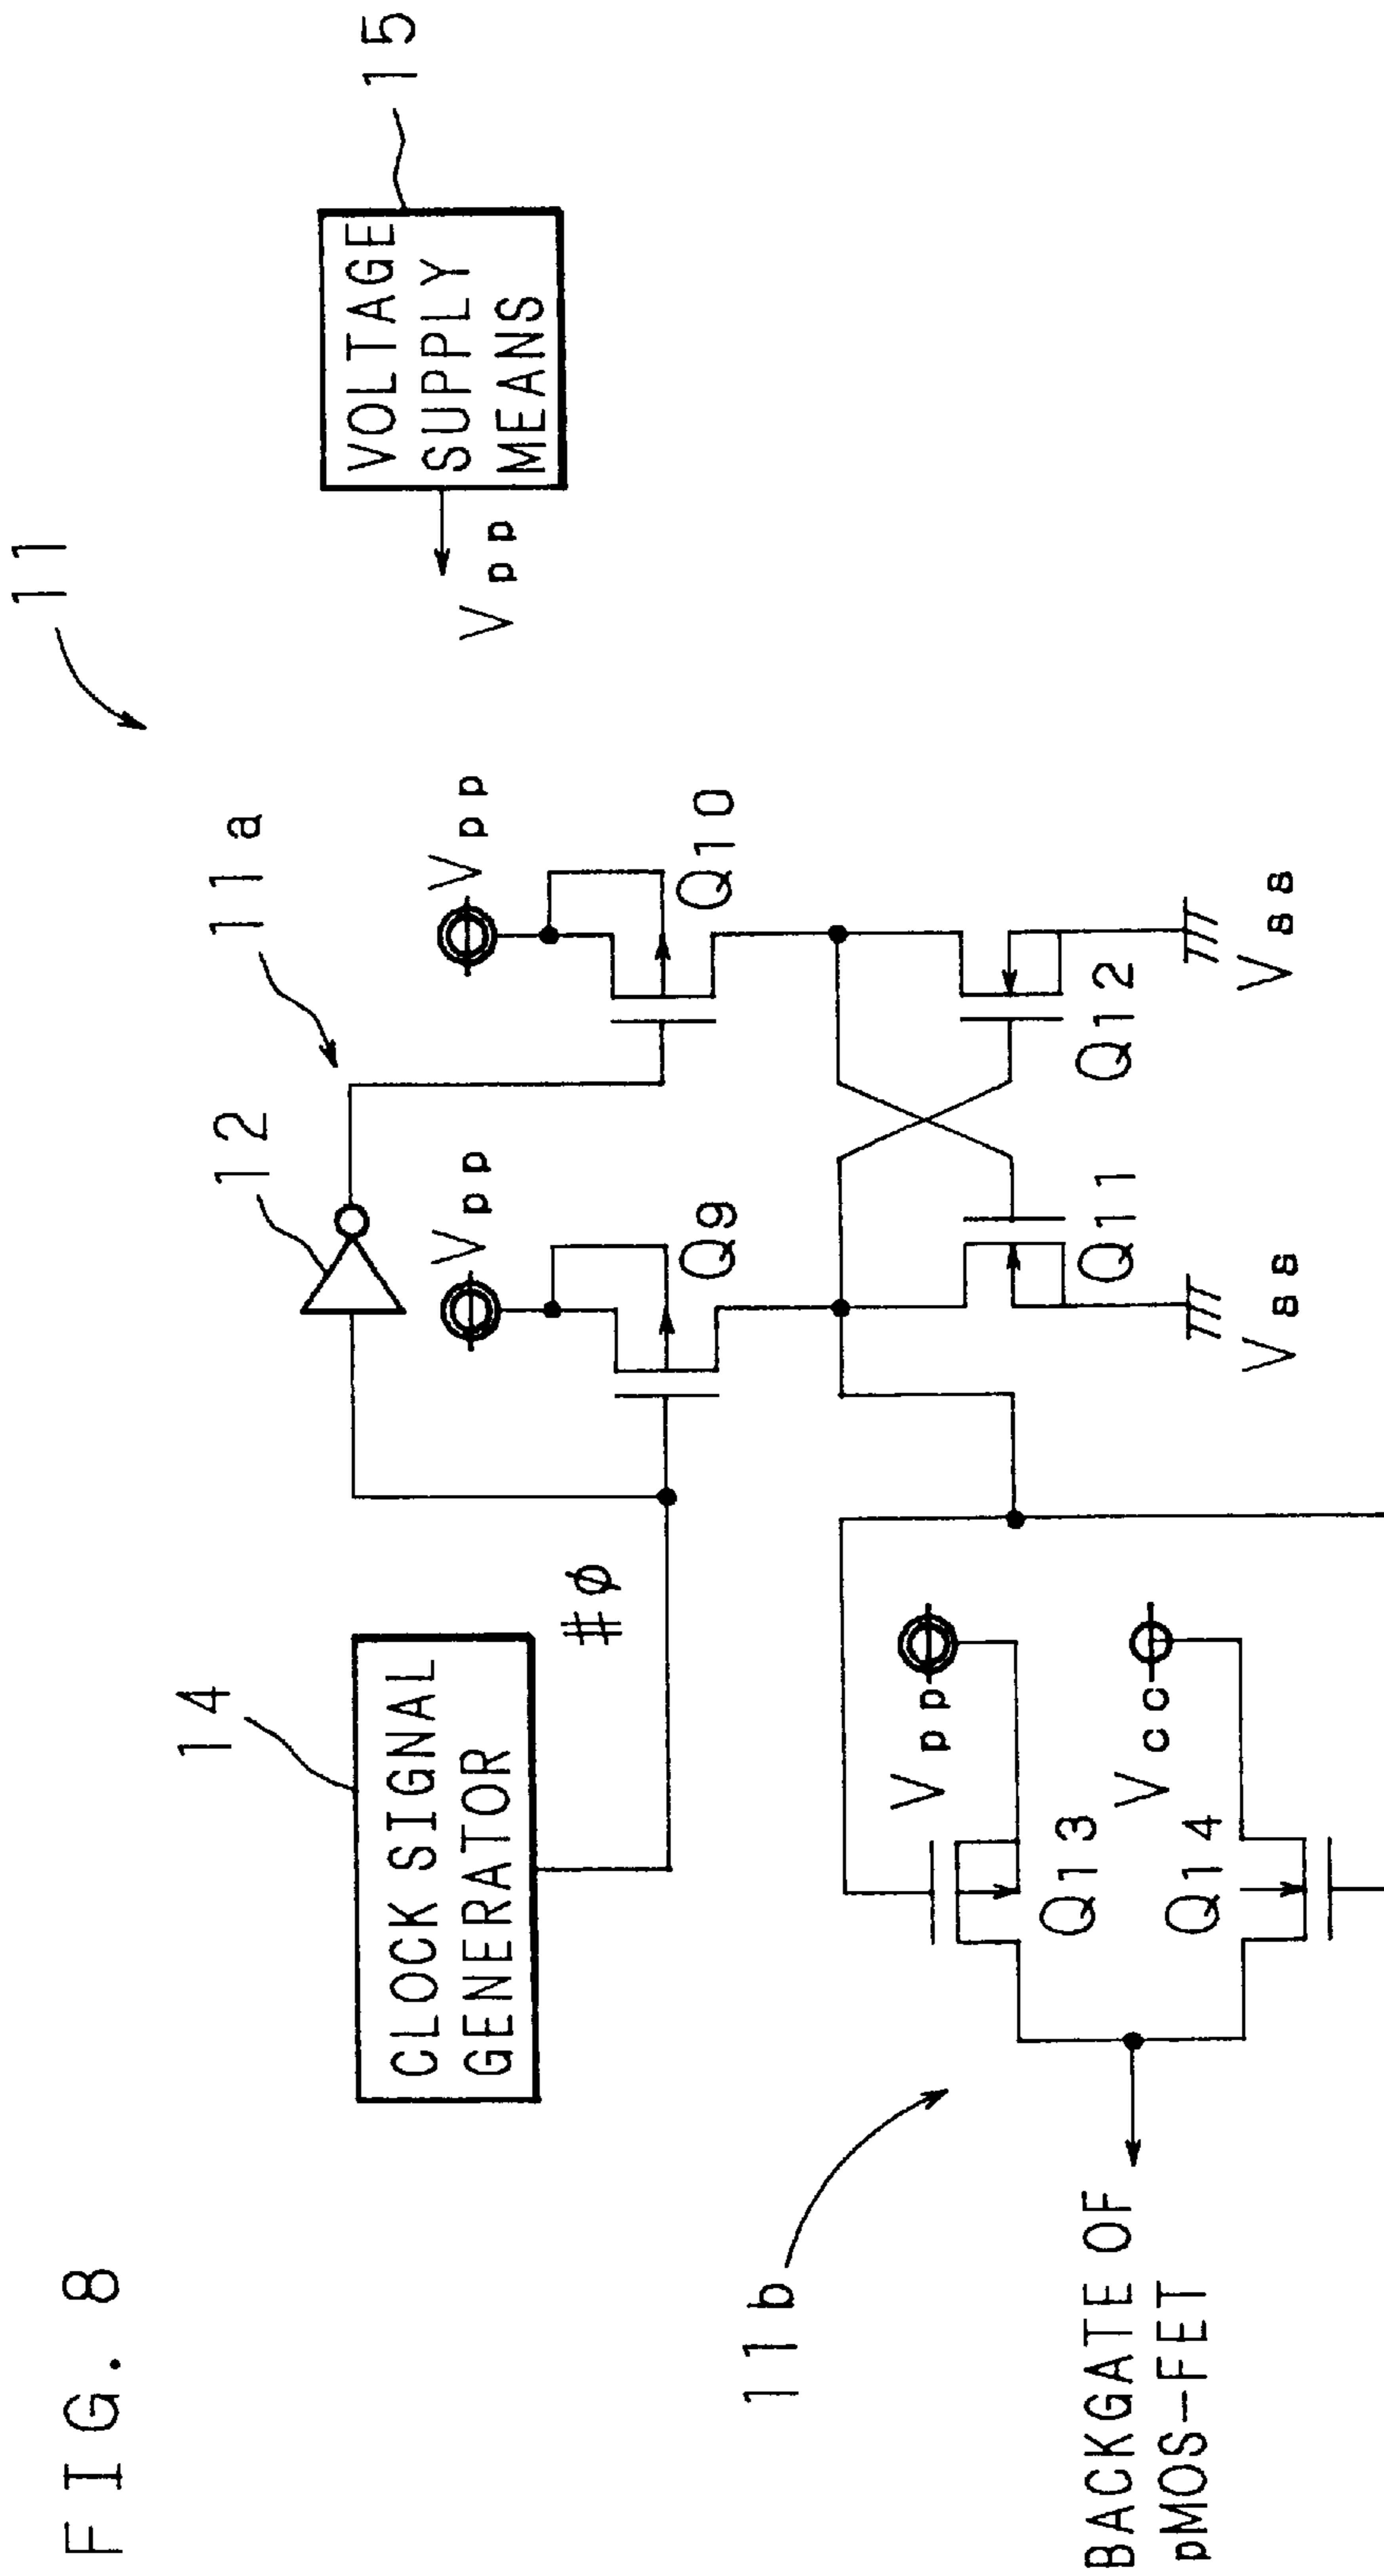 FIG. 8
11
14
CLOCK SIGNAL
GENERATOR
#φ
12
11a
Vpp
Q9
Vpp
Q10
VOLTAGE
SUPPLY
MEANS
15
Vpp
11b
Vpp
Q13
Vcc
Q14
Q11
Vss
Q12
Vss
BACKGATE OF
pMOS-FET